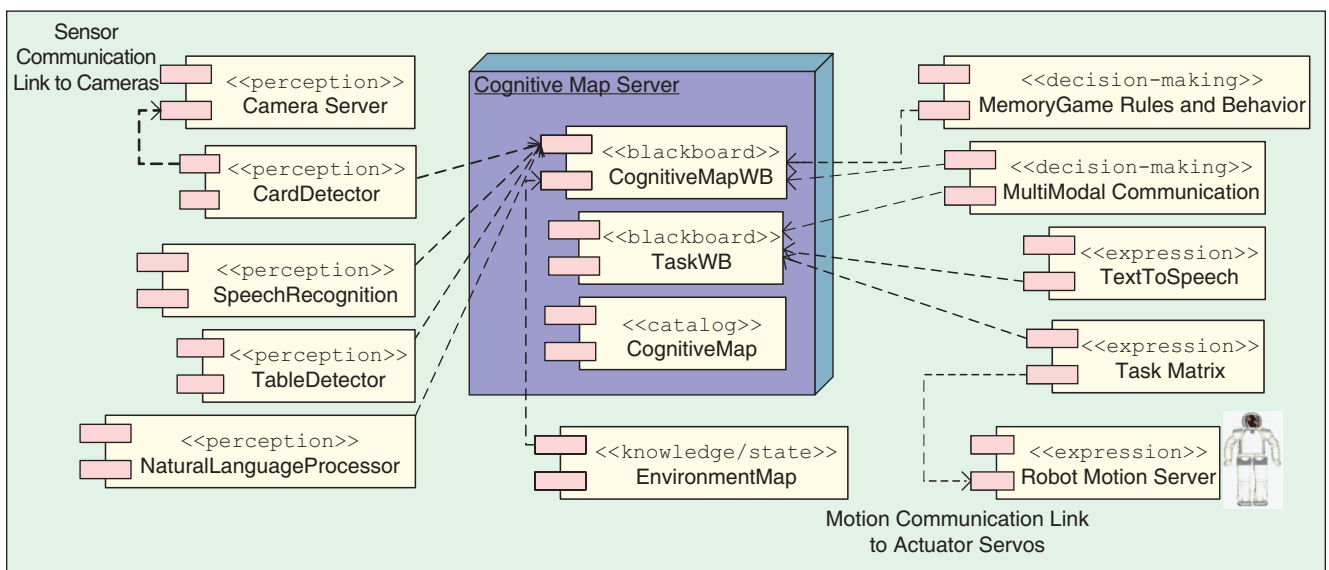 Sensor
Communication
Link to Cameras
<<perception>>
Camera Server
<<perception>>
CardDetector
<<perception>>
SpeechRecognition
<<perception>>
TableDetector
<<perception>>
NaturalLanguageProcessor
Cognitive Map Server
<<blackboard>>
CognitiveMapWB
<<blackboard>>
TaskWB
<<catalog>>
CognitiveMap
<<knowledge/state>>
EnvironmentMap
<<decision-making>>
MemoryGame Rules and Behavior
<<decision-making>>
MultiModal Communication
<<expression>>
TextToSpeech
<<expression>>
Task Matrix
<<expression>>
Robot Motion Server
Motion Communication Link
to Actuator Servos